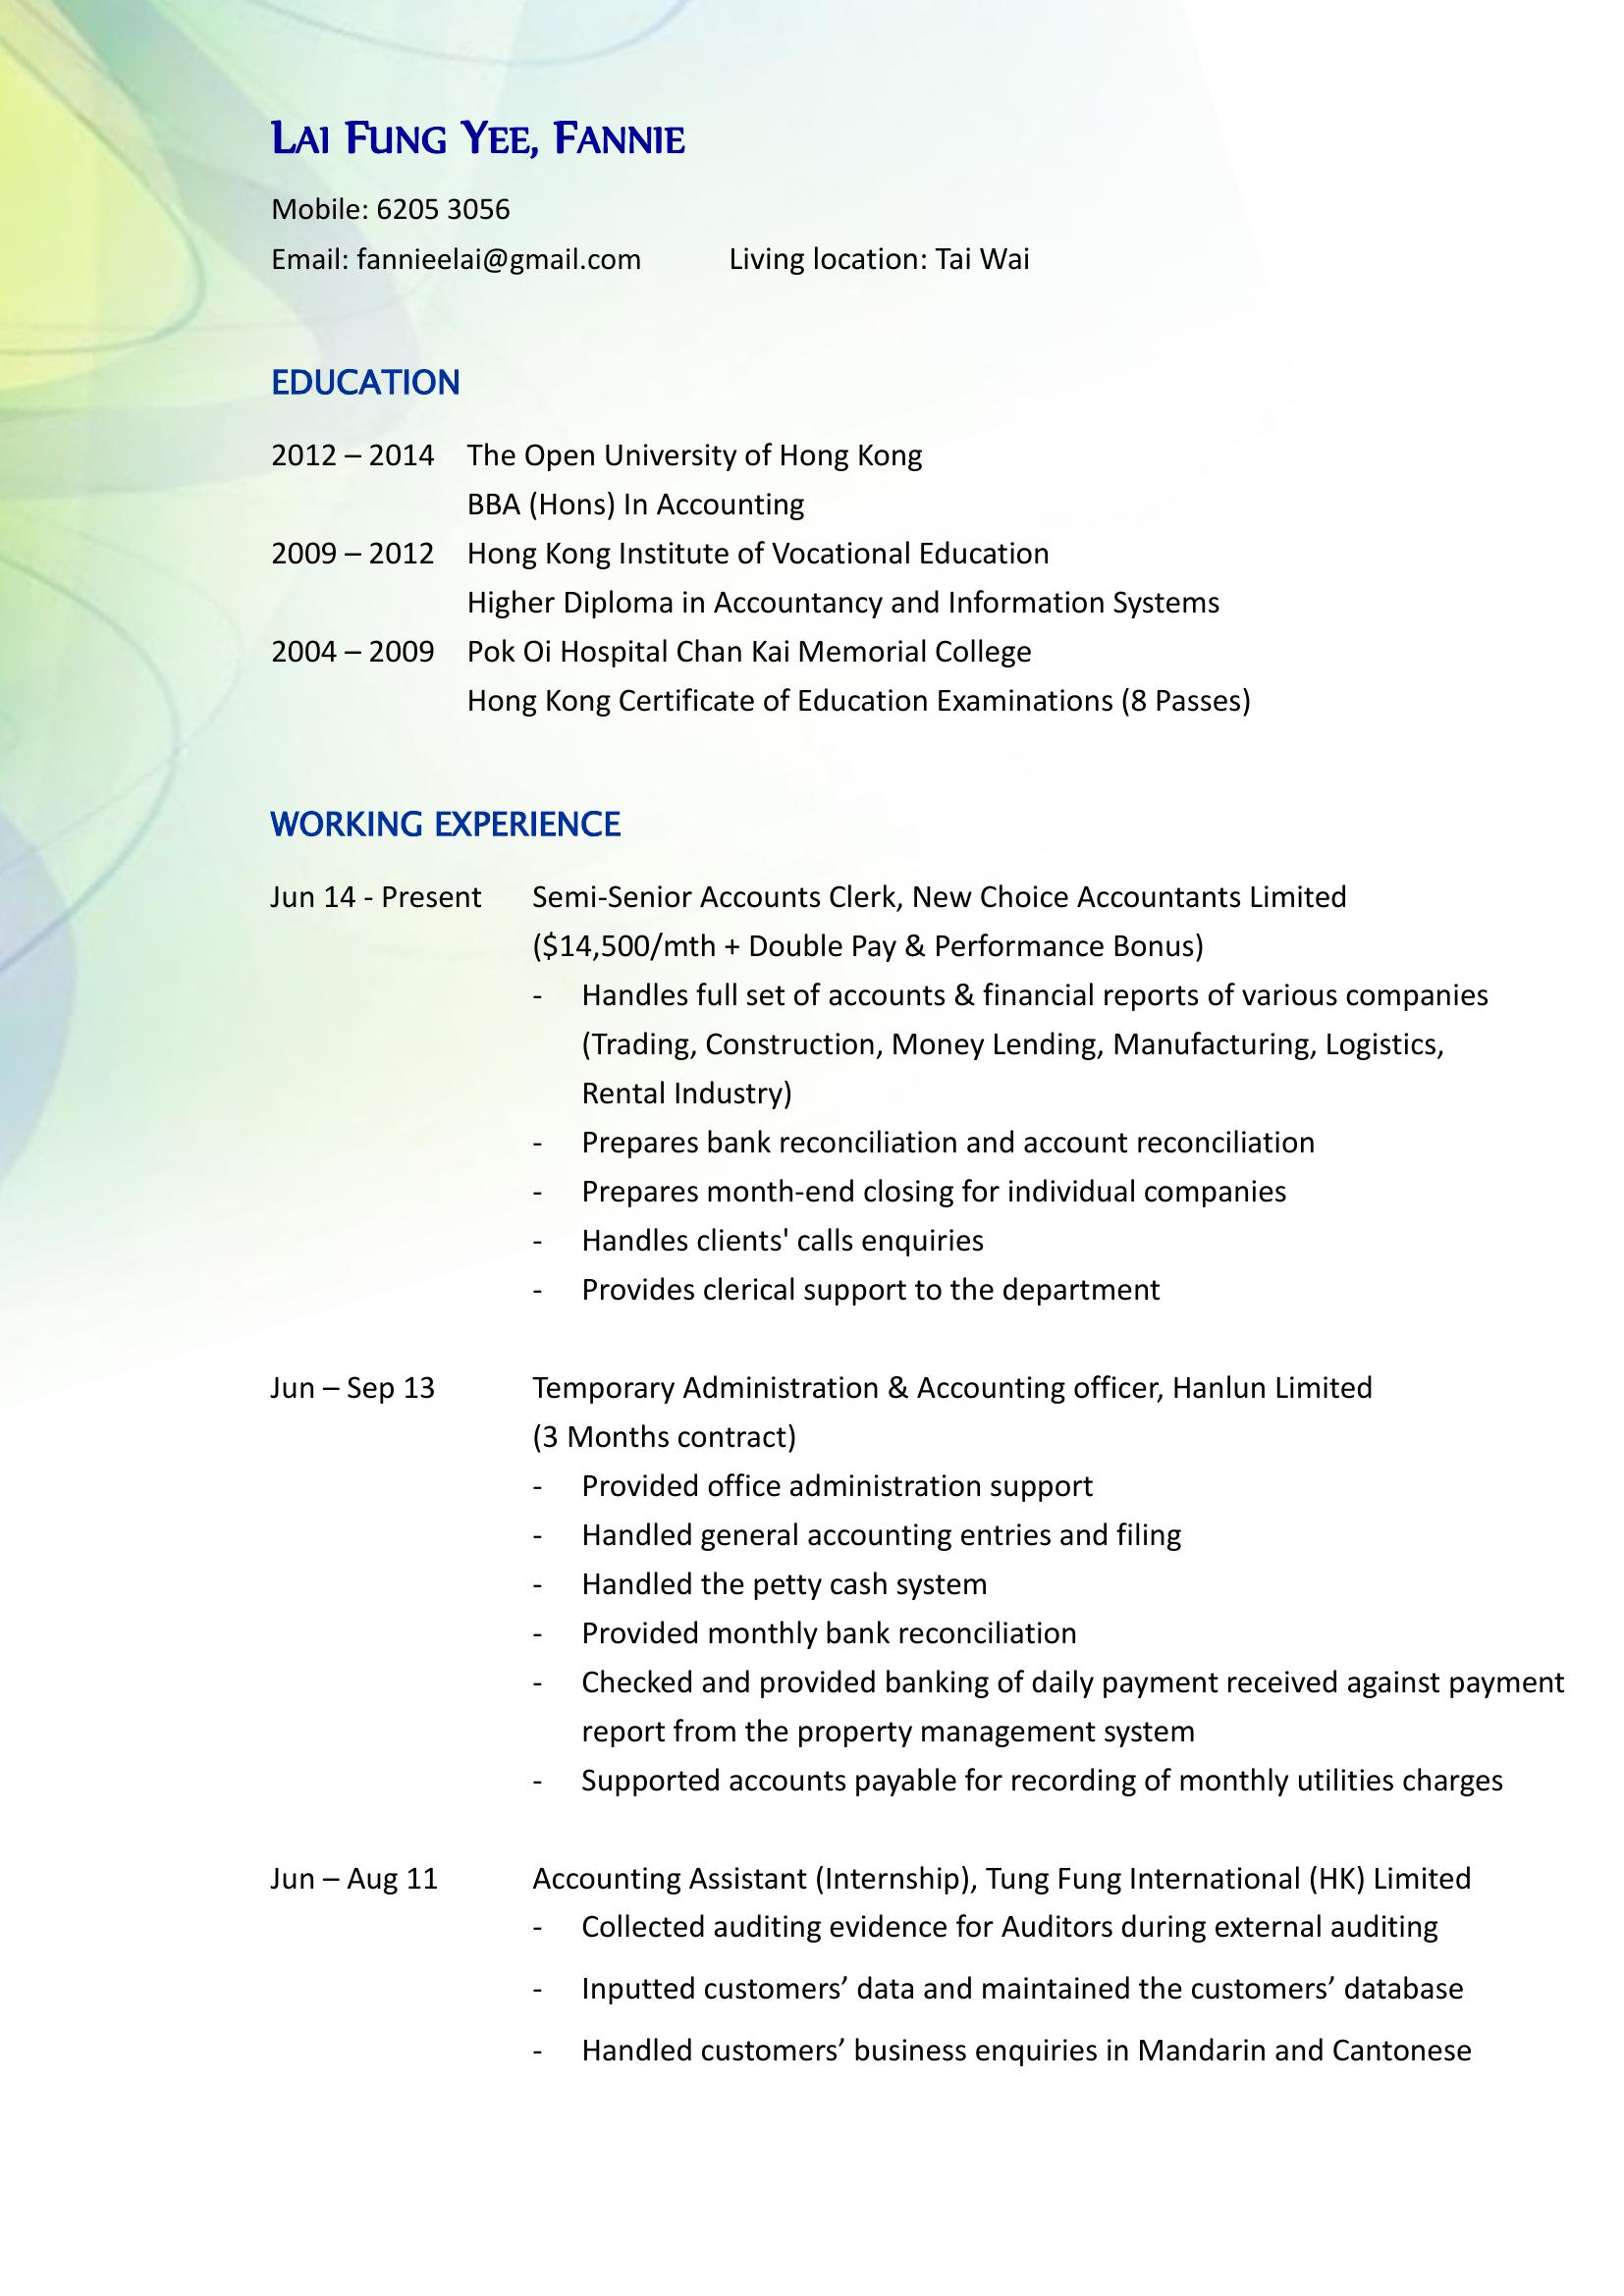 LAI FUNG YEE, FANNIE
Mobile: 6205 3056
Email: fannieelai@gmail.com Living location: Tai Wai
EDUCATION
2012 – 2014 The Open University of Hong Kong
BBA (Hons) In Accounting
2009 – 2012 Hong Kong Institute of Vocational Education
Higher Diploma in Accountancy and Information Systems
2004 – 2009 Pok Oi Hospital Chan Kai Memorial College
Hong Kong Certificate of Education Examinations (8 Passes)
WORKING EXPERIENCE
Jun 14 - Present Semi-Senior Accounts Clerk, New Choice Accountants Limited
($14,500/mth + Double Pay & Performance Bonus)
- Handles full set of accounts & financial reports of various companies
(Trading, Construction, Money Lending, Manufacturing, Logistics,
Rental Industry)
- Prepares bank reconciliation and account reconciliation
- Prepares month-end closing for individual companies
- Handles clients' calls enquiries
- Provides clerical support to the department
Jun – Sep 13 Temporary Administration & Accounting officer, Hanlun Limited
(3 Months contract)
- Provided office administration support
- Handled general accounting entries and filing
- Handled the petty cash system
- Provided monthly bank reconciliation
- Checked and provided banking of daily payment received against payment
report from the property management system
- Supported accounts payable for recording of monthly utilities charges
Jun – Aug 11 Accounting Assistant (Internship), Tung Fung International (HK) Limited
- Collected auditing evidence for Auditors during external auditing
- Inputted customers’ data and maintained the customers’ database
- Handled customers’ business enquiries in Mandarin and Cantonese